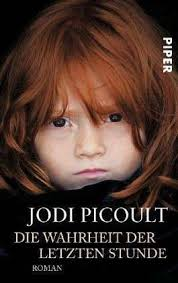 PIPER
JODI PICOULT
DIE WAHRHEIT DER
LETZTEN STUNDE
ROMAN